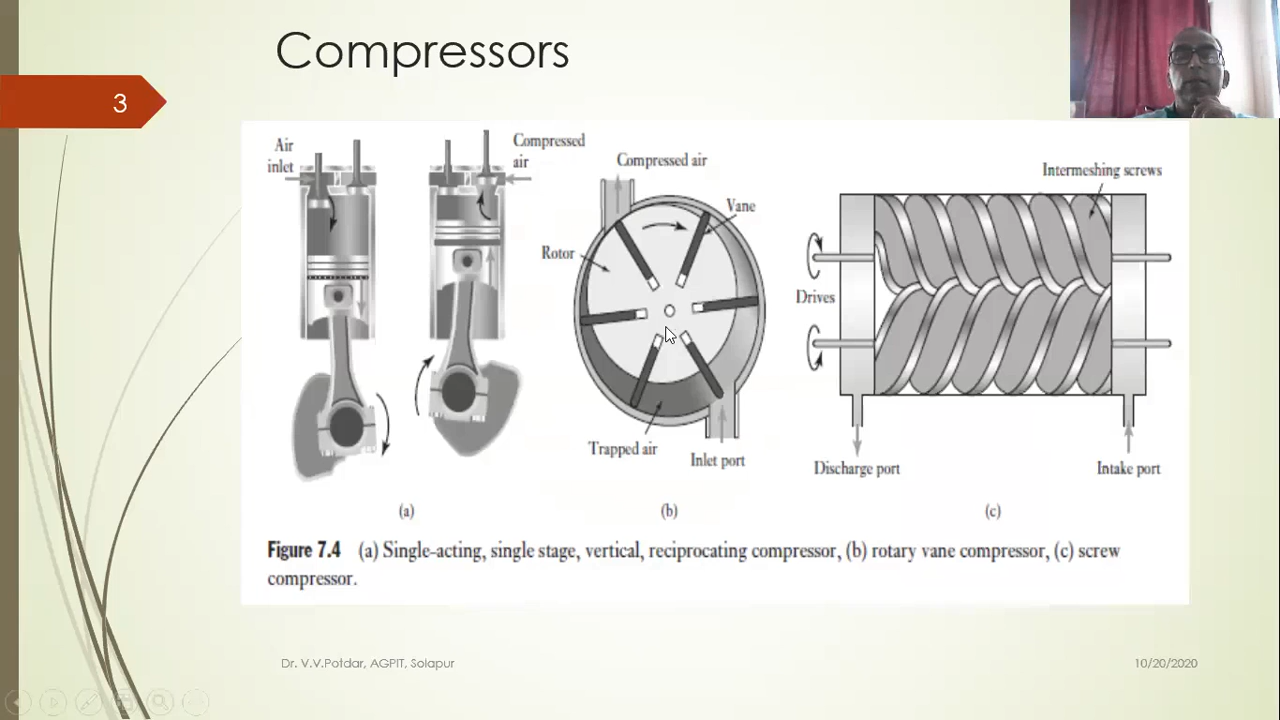 Compressors
3
Air
inlet
Compressed
air
Compressed air
Vane
Rotor
Trapped air
Inlet port
Intermeshing screws
Drives
Discharge port
Intake port
(a)
(b)
(c)
Figure 7.4 (a) Single-acting, single stage, vertical, reciprocating compressor, (b) rotary vane compressor, (c) screw
compressor.
Dr. V.V.Potdar, AGPIT, Solapur
10/20/2020